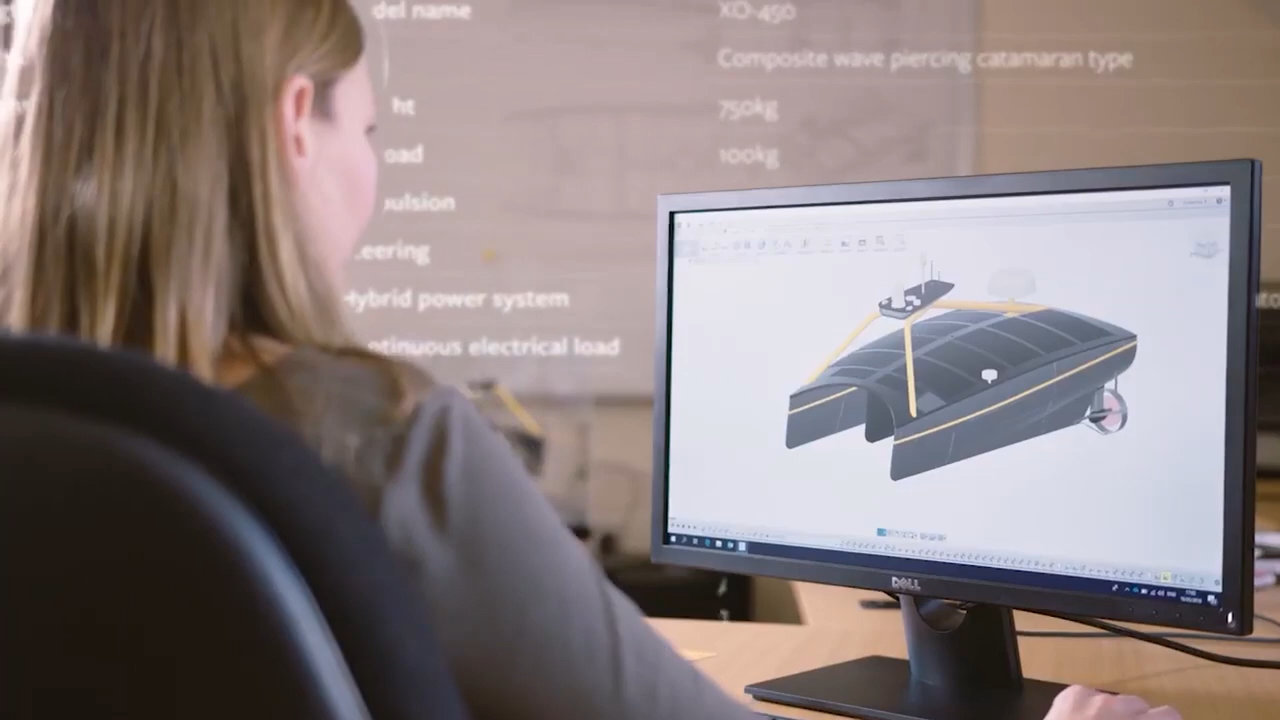 del name XO-450
Composite wave piercing catamaran type
ht 750kg
oad 100kg
ulsion
eering
Hybrid power system
ntinuous electrical load
DELL